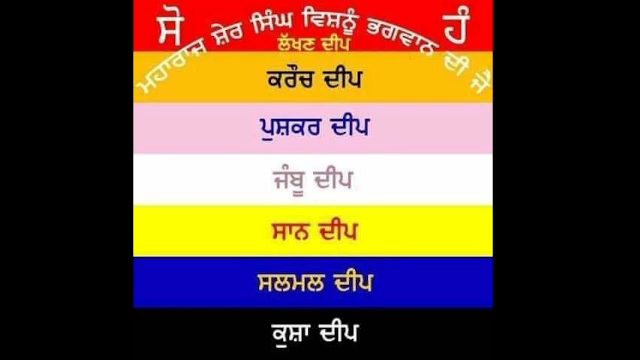 ਸੋ ਹੰ
ਮਹਾਰਾਜ ਸ਼ੇਰ ਸਿੰਘ ਵਿਸ਼ਨੂੰ ਭਗਵਾਨ ਦੀ ਜੈ
ਲੱਖਣ ਦੀਪ
ਕਰੌਚ ਦੀਪ
ਪੁਸ਼ਕਰ ਦੀਪ
ਜੰਬੂ ਦੀਪ
ਸਾਨ ਦੀਪ
ਸਲਮਲ ਦੀਪ
ਕੁਸ਼ਾ ਦੀਪ